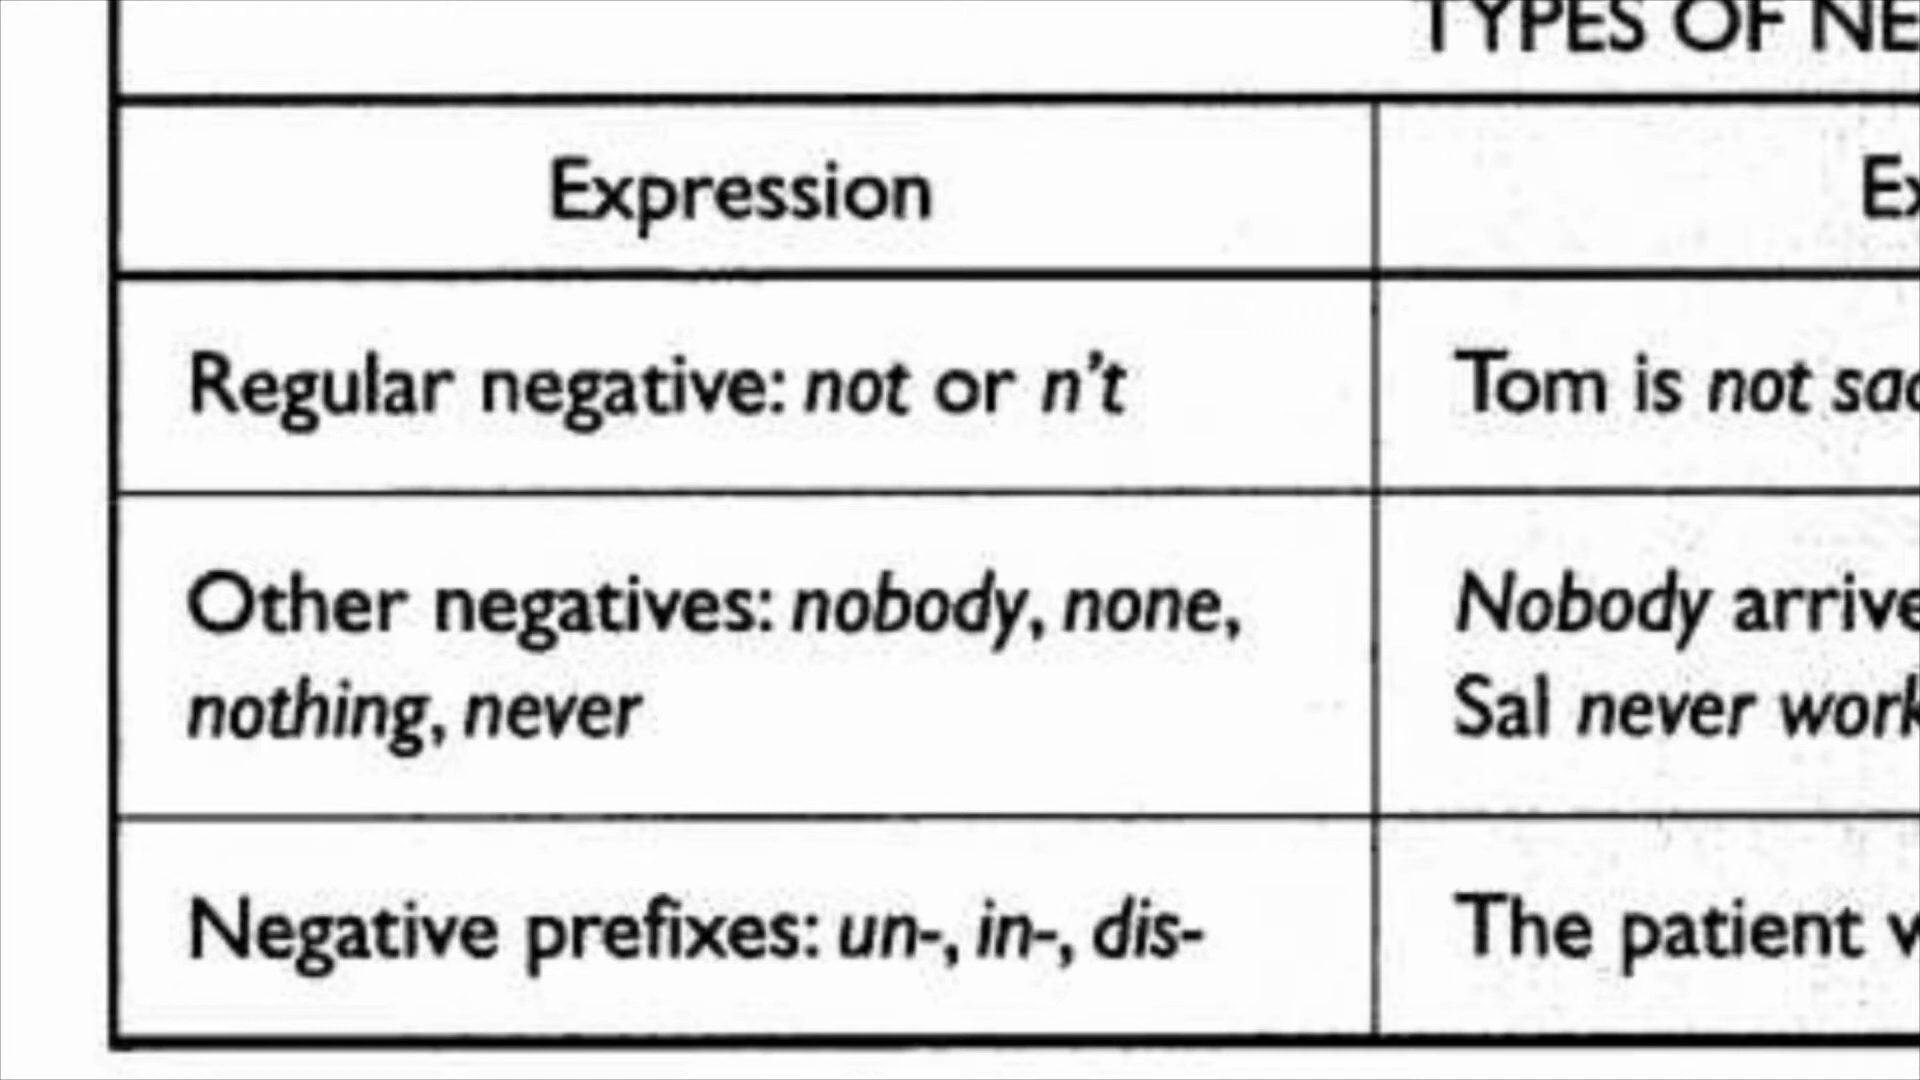 TYPES OF
Expression
Regular negative: not or n't
Tom is not
Other negatives: nobody, none,
nothing, never
Nobody
Sal never
Negative prefixes: un-, in-, dis-
The patient